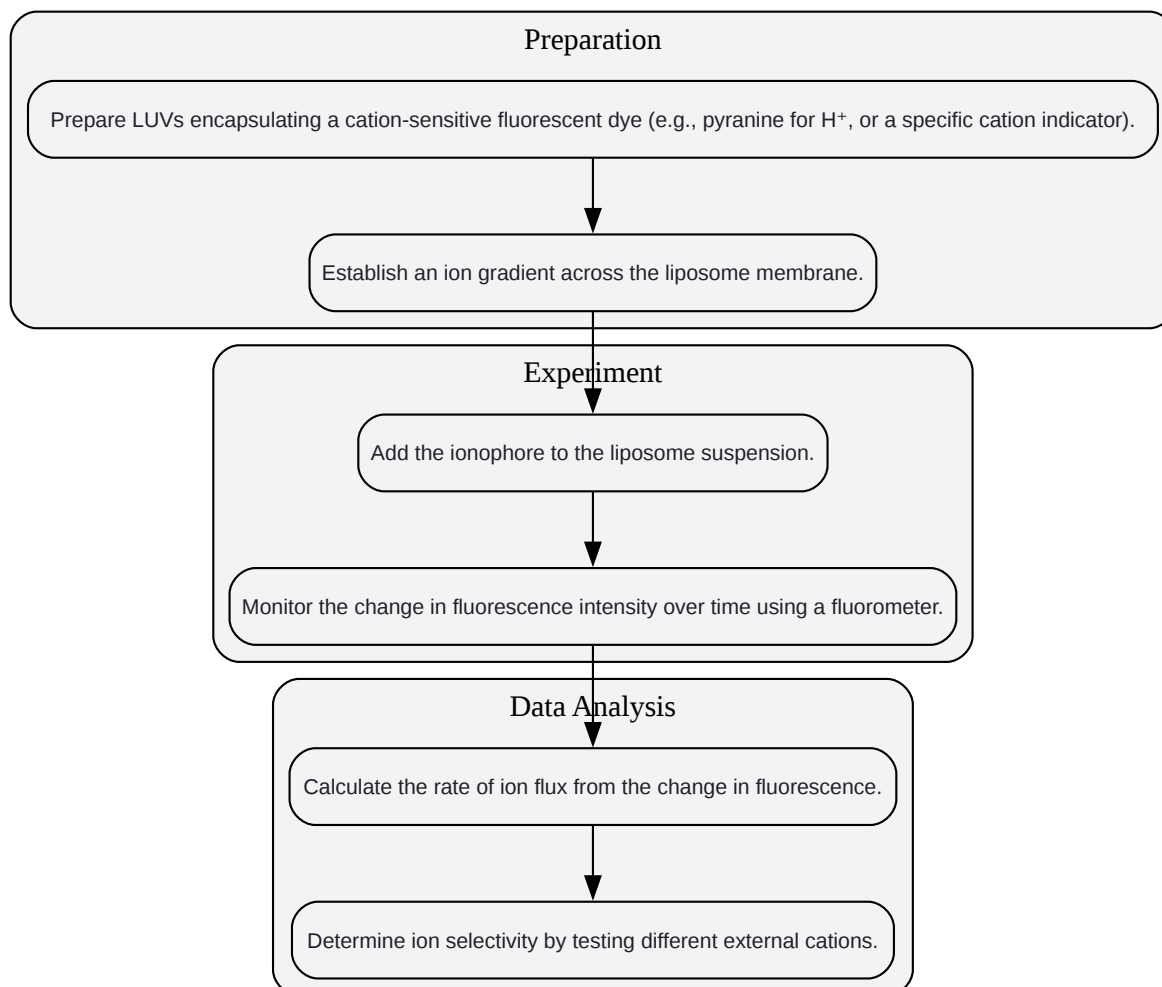 Preparation
Prepare LUVs encapsulating a cation-sensitive fluorescent dye (e.g., pyranine for H⁺, or a specific cation indicator).
Establish an ion gradient across the liposome membrane.
Experiment
Add the ionophore to the liposome suspension.
Monitor the change in fluorescence intensity over time using a fluorometer.
Data Analysis
Calculate the rate of ion flux from the change in fluorescence.
Determine ion selectivity by testing different external cations.